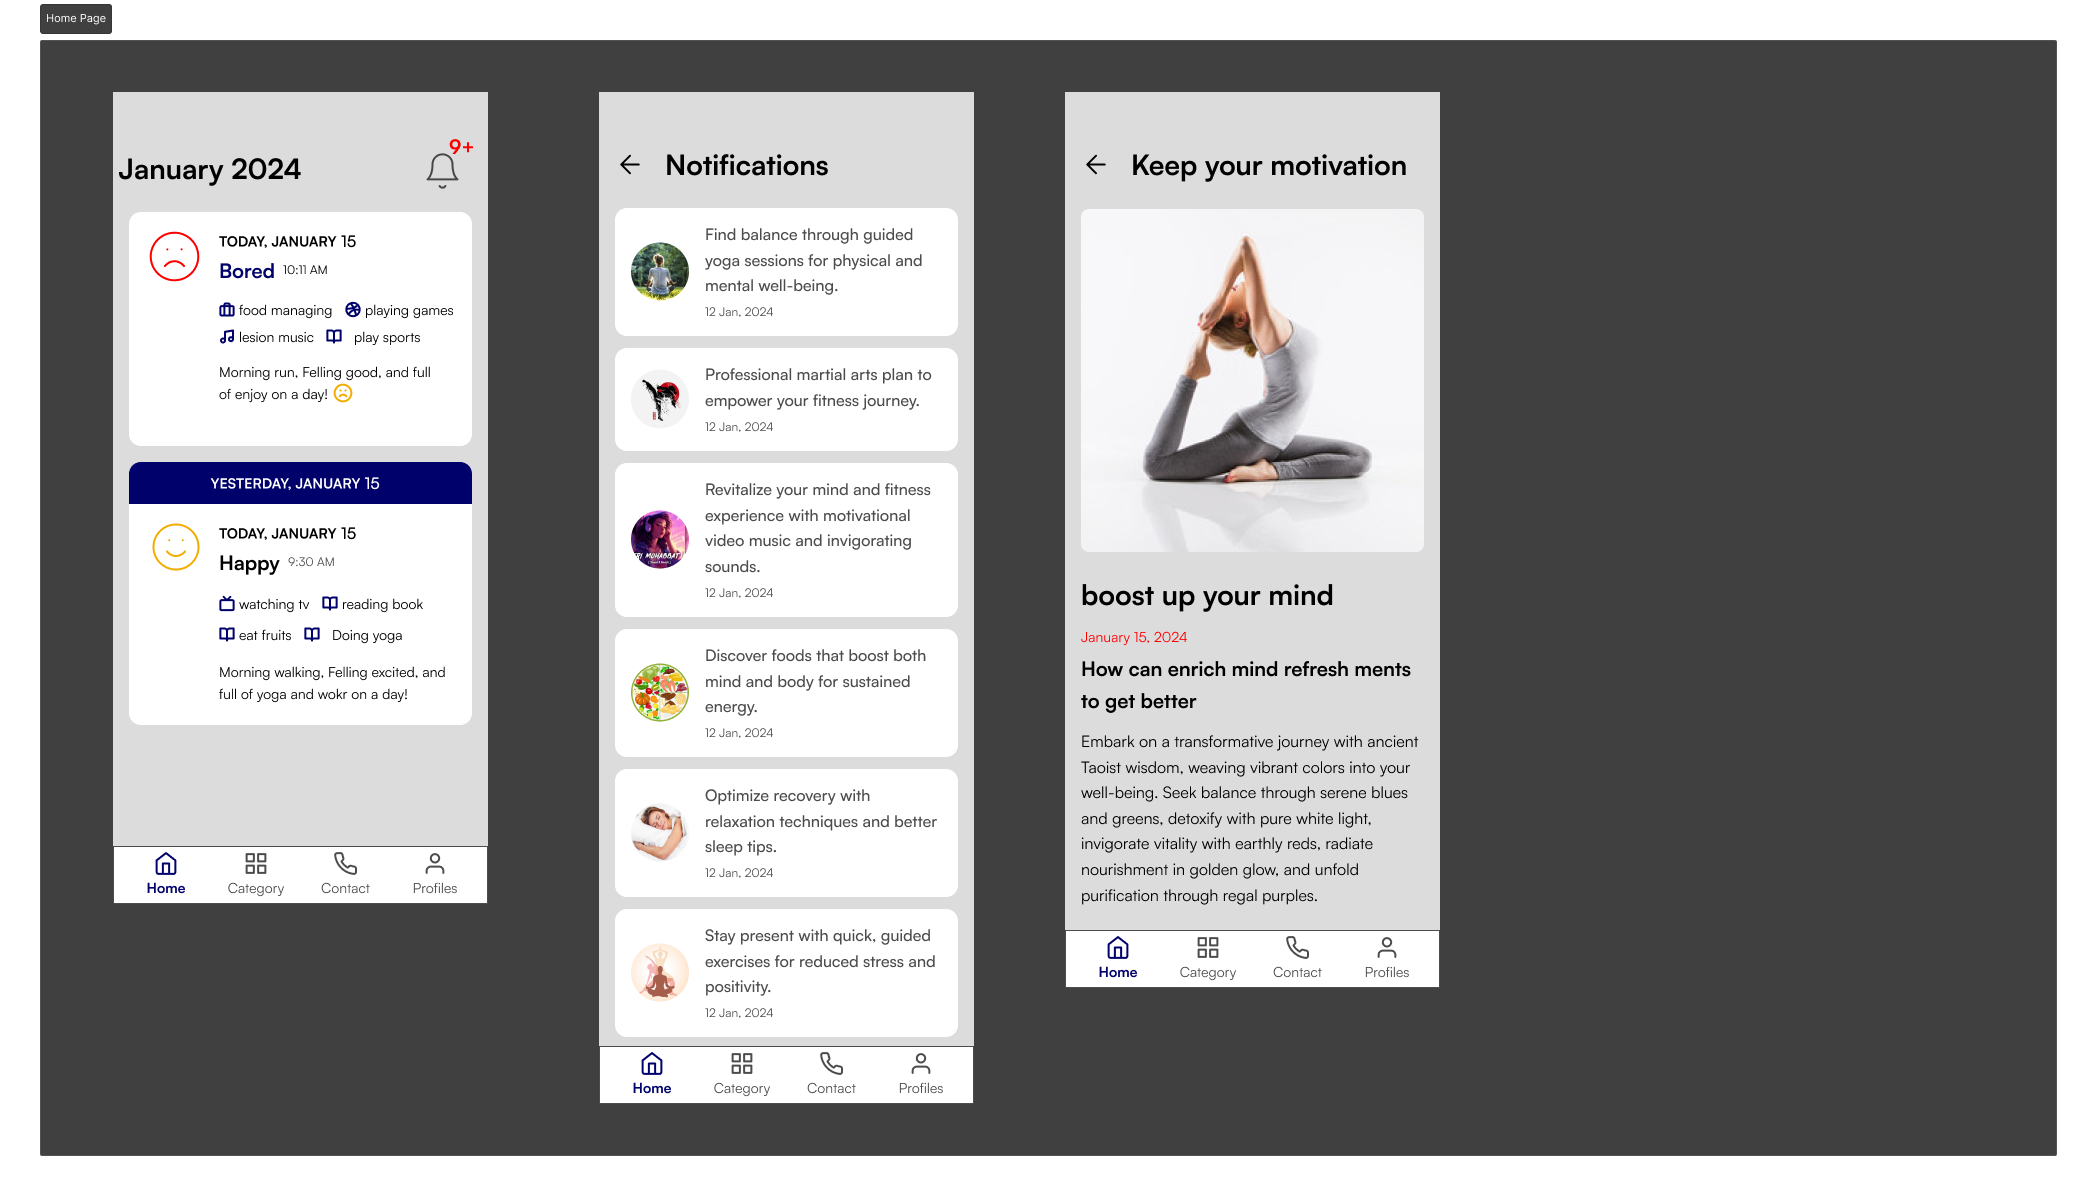 Home Page
January 2024
9+
TODAY, JANUARY 15
Bored 10:11 AM
food managing playing games
lesion music play sports
Morning run, Felling good, and full
of enjoy on a day!
YESTERDAY, JANUARY 15
TODAY, JANUARY 15
Happy 9:30 AM
watching tv reading book
eat fruits Doing yoga
Morning walking, Felling excited, and
full of yoga and wokr on a day!
Home Category Contact Profiles
Notifications
Find balance through guided
yoga sessions for physical and
mental well-being.
12 Jan, 2024
Professional martial arts plan to
empower your fitness journey.
12 Jan, 2024
Revitalize your mind and fitness
experience with motivational
video music and invigorating
sounds.
12 Jan, 2024
Discover foods that boost both
mind and body for sustained
energy.
12 Jan, 2024
Optimize recovery with
relaxation techniques and better
sleep tips.
12 Jan, 2024
Stay present with quick, guided
exercises for reduced stress and
positivity.
12 Jan, 2024
Home Category Contact Profiles
Keep your motivation
boost up your mind
January 15, 2024
How can enrich mind refresh ments
to get better
Embark on a transformative journey with ancient
Taoist wisdom, weaving vibrant colors into your
well-being. Seek balance through serene blues
and greens, detoxify with pure white light,
invigorate vitality with earthly reds, radiate
nourishment in golden glow, and unfold
purification through regal purples.
Home Category Contact Profiles